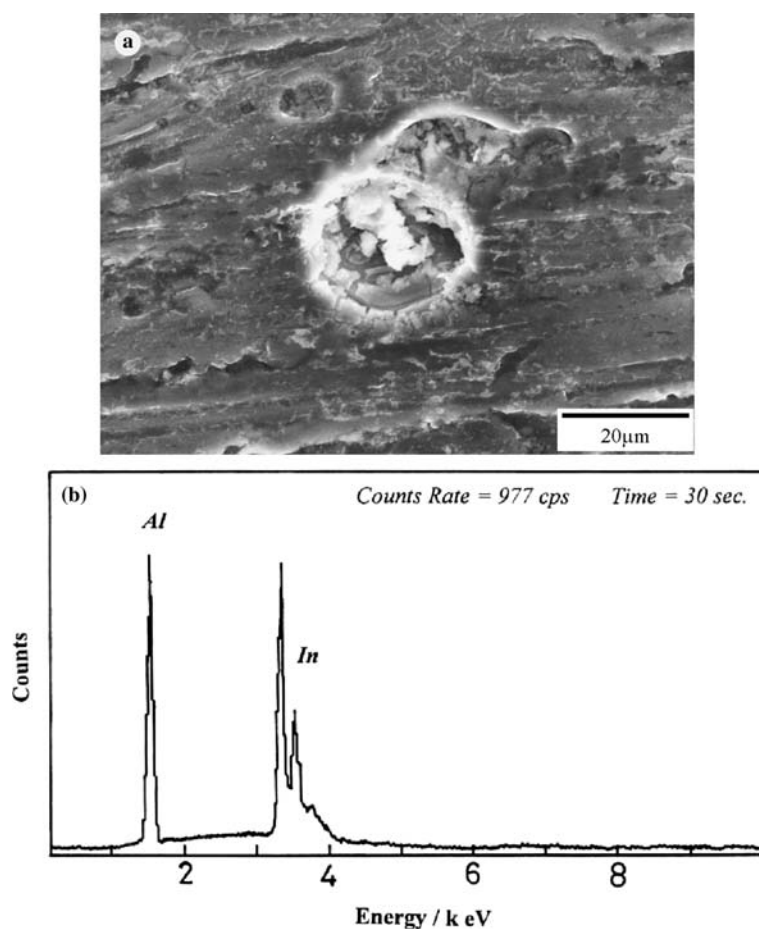 a
20μm
(b)
Counts Rate = 977 cps Time = 30 sec.
Al
In
Counts
2 4 6 8
Energy / k eV